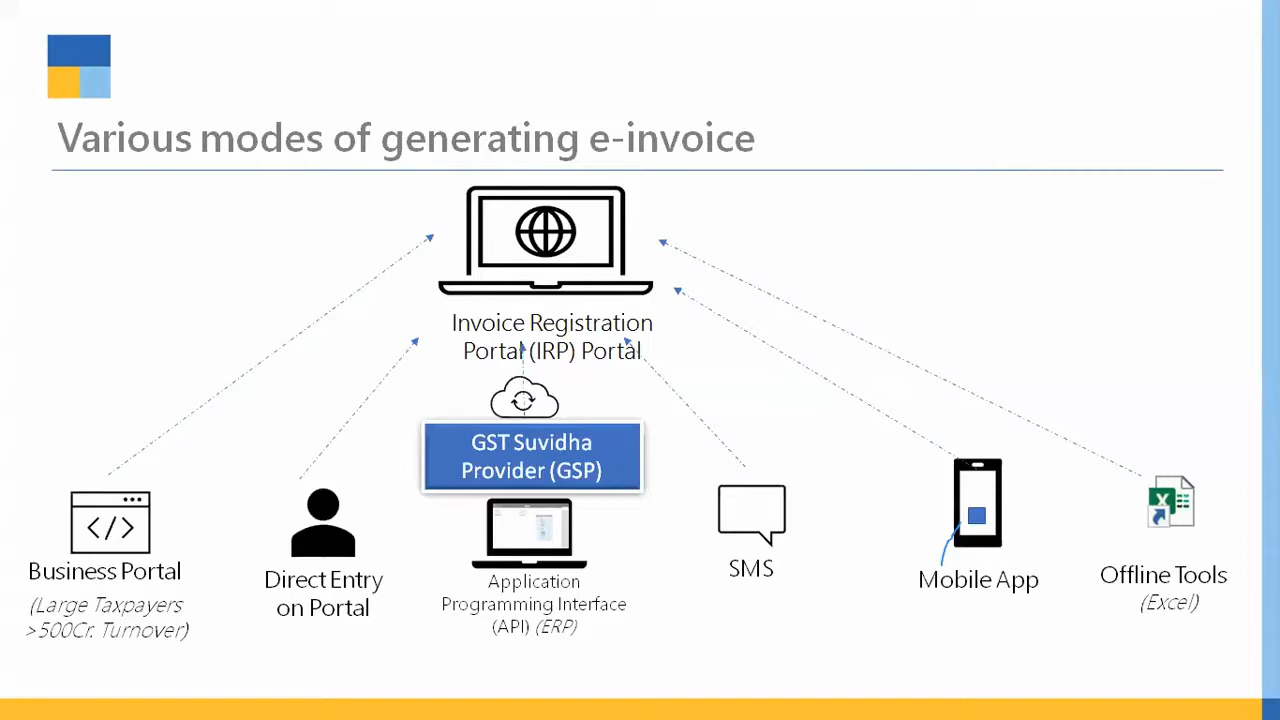 Various modes of generating e-invoice
Invoice Registration
Portal (IRP) Portal
GST Suvidha
Provider (GSP)
Business Portal
(Large Taxpayers
>500Cr. Turnover)
Direct Entry
on Portal
Application
Programming Interface
(API) (ERP)
SMS
Mobile App
Offline Tools
(Excel)